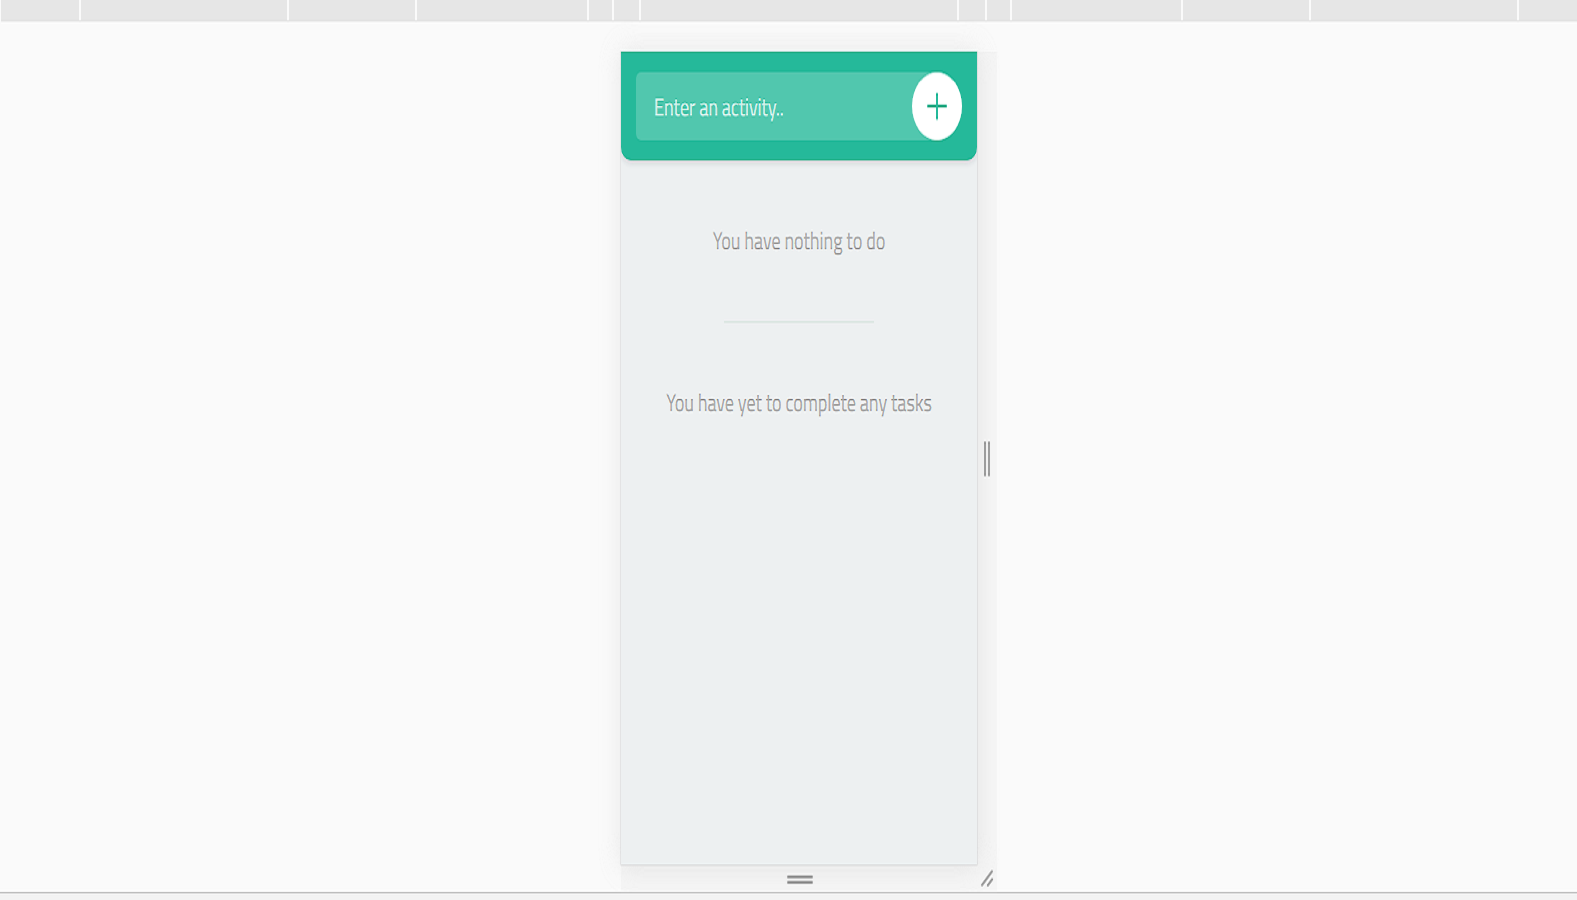 Enter an activity..
You have nothing to do
You have yet to complete any tasks